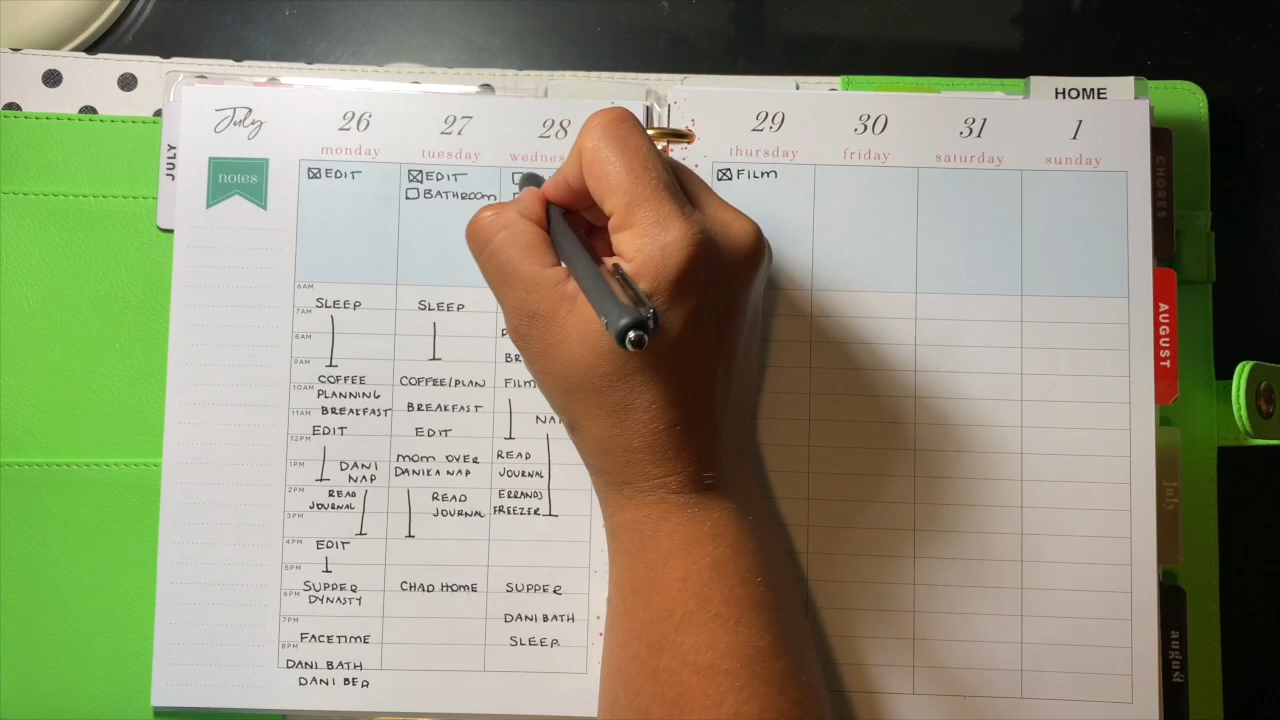 HOME
July
26
27
28
29
30
31
1
monday
tuesday
wednes
thursday
friday
saturday
sunday
JULY
notes
EDIT
EDIT
BATHROOM
FILM
6AM
SLEEP
SLEEP
7AM
8AM
9AM
BR
COFFEE
PLANNING
COFFEE/PLAN
FILM
10AM
BREAKFAST
BREAKFAST
11AM
EDIT
EDIT
12PM
MOM OVER
READ
1PM
DANI
NAP
DANIKA NAP
JOURNAL
2PM
READ
JOURNAL
READ
JOURNAL
ERRANDS
FREEZER
3PM
4PM
EDIT
5PM
SUPPER
DYNASTY
CHAD HOME
SUPPER
6PM
7PM
DANI BATH
FACETIME
SLEEP.
8PM
DANI BATH
DANI BED
CHORES
AUGUST
July
august